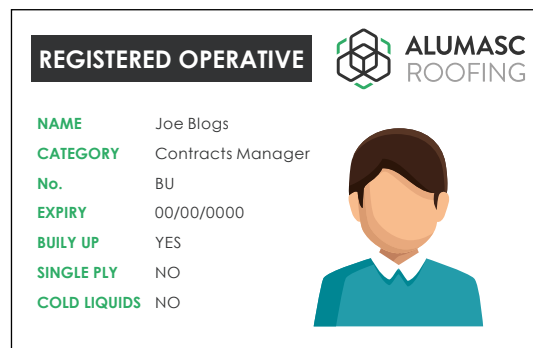 REGISTERED OPERATIVE
ALUMASC
ROOFING
NAME Joe Blogs
CATEGORY Contracts Manager
No. BU
EXPIRY 00/00/0000
BUILY UP YES
SINGLE PLY NO
COLD LIQUIDS NO